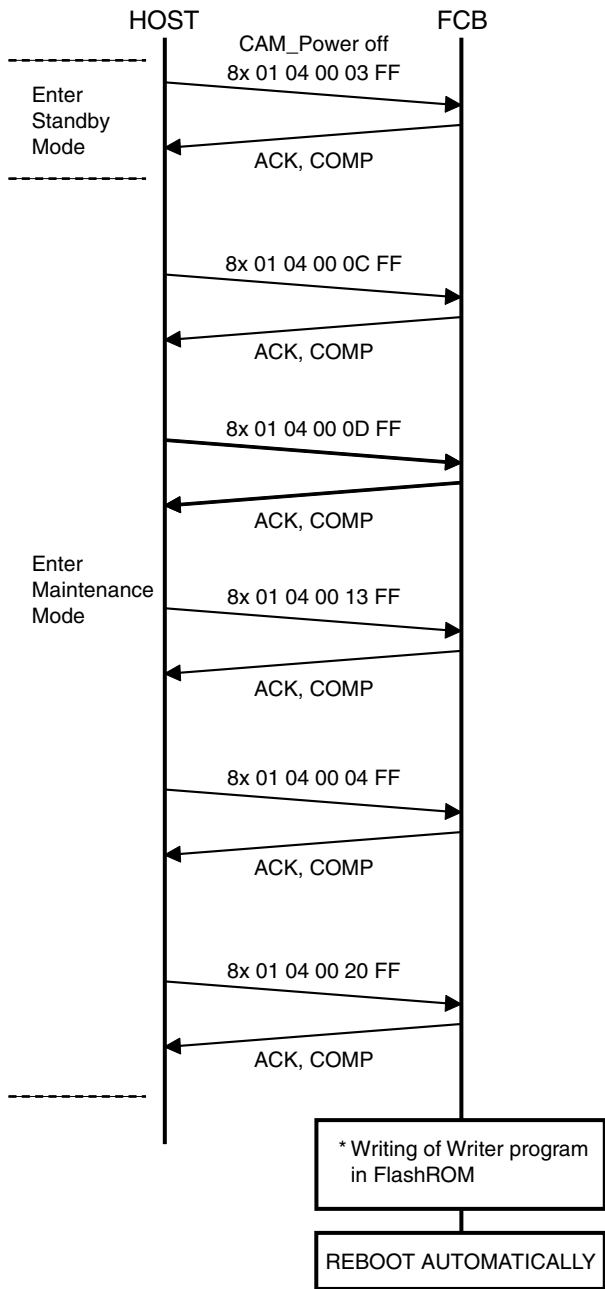 HOST
FCB
CAM_Power off
8x 01 04 00 03 FF
Enter
Standby
Mode
ACK, COMP
8x 01 04 00 0C FF
ACK, COMP
8x 01 04 00 0D FF
ACK, COMP
Enter
Maintenance
Mode
8x 01 04 00 13 FF
ACK, COMP
8x 01 04 00 04 FF
ACK, COMP
8x 01 04 00 20 FF
ACK, COMP
* Writing of Writer program
in FlashROM
REBOOT AUTOMATICALLY